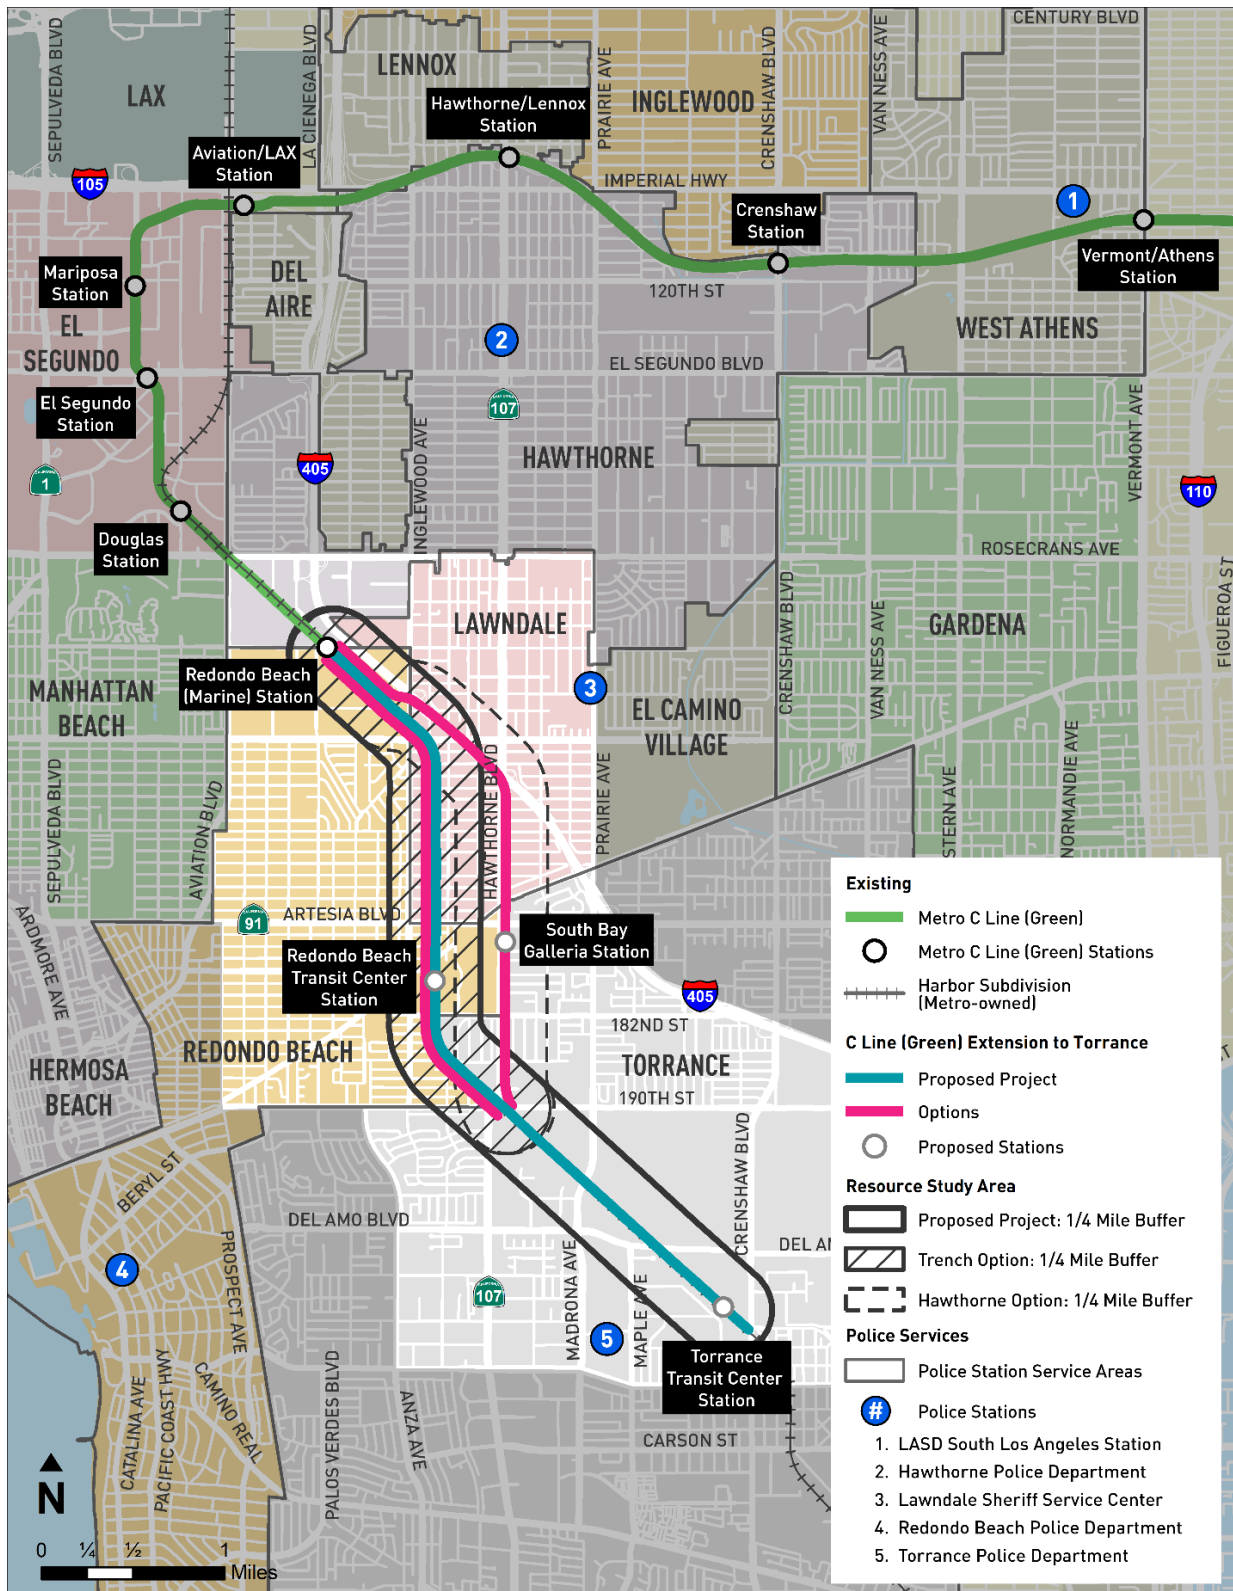 CENTURY BLVD
SEPULVEDA BLVD
LA CIENEGA BLVD
LENNOX
PRAIRIE AVE
CRENSHAW BLVD
VAN NESS AVE
LAX
INGLEWOOD
Hawthorne/Lennox
Station
Aviation/LAX
Station
105
IMPERIAL HWY
1
Crenshaw
Station
Vermont/Athens
Station
Mariposa
Station
DEL
AIRE
120TH ST
EL
SEGUNDO
2
WEST ATHENS
EL SEGUNDO BLVD
El Segundo
Station
CALIFORNIA
107
VERMONT AVE
INGLEWOOD AVE
HAWTHORNE
405
CALIFORNIA
1
110
Douglas
Station
ROSECRANS AVE
FIGUEROA ST
LAWNDALE
CRENSHAW BLVD
VAN NESS AVE
GARDENA
Redondo Beach
(Marine) Station
3
MANHATTAN
BEACH
EL CAMINO
VILLAGE
HAWTHORNE BLVD
PRAIRIE AVE
NORMANDIE AVE
SEPULVEDA BLVD
AVIATION BLVD
STERN AVE
ARTESIA BLVD
CALIFORNIA
91
ARDMORE AVE
South Bay
Galleria Station
Redondo Beach
Transit Center
Station
405
182ND ST
REDONDO BEACH
TORRANCE
HERMOSA
BEACH
190TH ST
CRENSHAW BLVD
BERYL ST
DEL AMO BLVD
DEL AM
PROSPECT AVE
4
CALIFORNIA
107
MADRONA AVE
MAPLE AVE
5
Torrance
Transit Center
Station
PALOS VERDES BLVD
ANZA AVE
CATALINA AVE
PACIFIC COAST HWY
CAMINO REAL
CARSON ST
N
0 ¼ ½ 1
Miles
Existing
Metro C Line (Green)
Metro C Line (Green) Stations
Harbor Subdivision
(Metro-owned)
C Line (Green) Extension to Torrance
Proposed Project
Options
Proposed Stations
Resource Study Area
Proposed Project: 1/4 Mile Buffer
Trench Option: 1/4 Mile Buffer
Hawthorne Option: 1/4 Mile Buffer
Police Services
Police Station Service Areas
# Police Stations
1. LASD South Los Angeles Station
2. Hawthorne Police Department
3. Lawndale Sheriff Service Center
4. Redondo Beach Police Department
5. Torrance Police Department